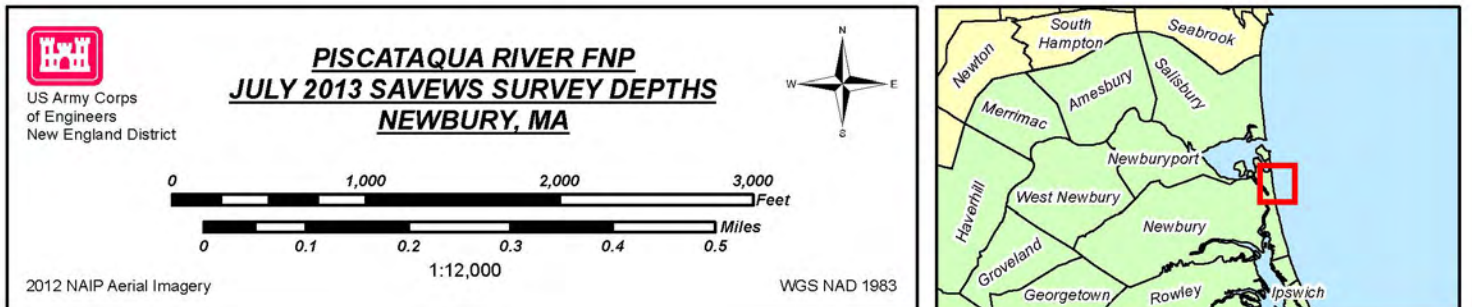 US Army Corps
of Engineers
New England District
PISCATAQUA RIVER FNP
JULY 2013 SAVEWS SURVEY DEPTHS
NEWBURY, MA
N
W
E
S
0 1,000 2,000 3,000
Feet
Miles
0 0.1 0.2 0.3 0.4 0.5
1:12,000
2012 NAIP Aerial Imagery
WGS NAD 1983
Newton
South
Hampton
Seabrook
Merrimac
Amesbury
Salisbury
Newburyport
Haverhill
West Newbury
Newbury
Groveland
Georgetown
Rowley
Ipswich